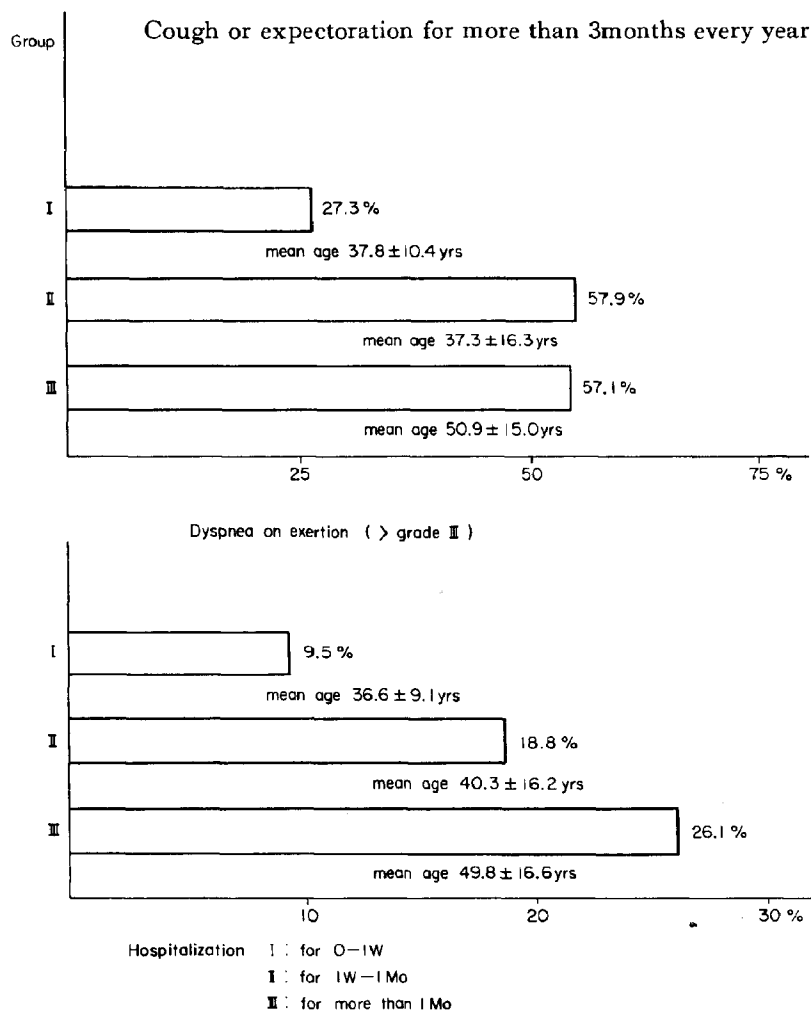 Group
Cough or expectoration for more than 3months every year
I
27.3 %
mean age 37.8 ± 10.4 yrs
II
57.9 %
mean age 37.3 ± 16.3 yrs
III
57.1 %
mean age 50.9 ± 15.0 yrs
25 50 75 %
Dyspnea on exertion ( > grade III )
I
9.5 %
mean age 36.6 ± 9.1 yrs
II
18.8 %
mean age 40.3 ± 16.2 yrs
III
26.1 %
mean age 49.8 ± 16.6 yrs
10 20 30 %
Hospitalization I : for 0-1W
II : for 1W-1Mo
III : for more than 1Mo